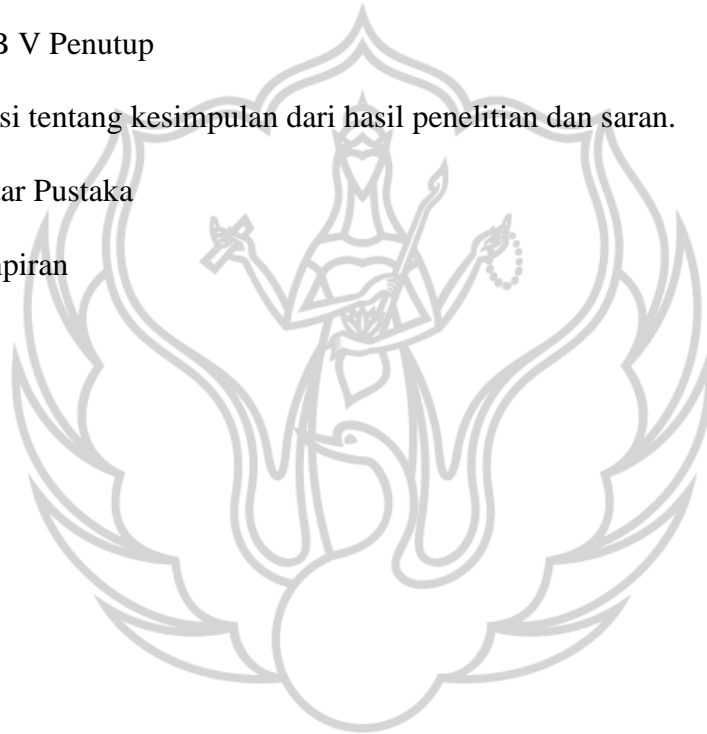 B V Penutup
si tentang kesimpulan dari hasil penelitian dan saran.
ar Pustaka
piran